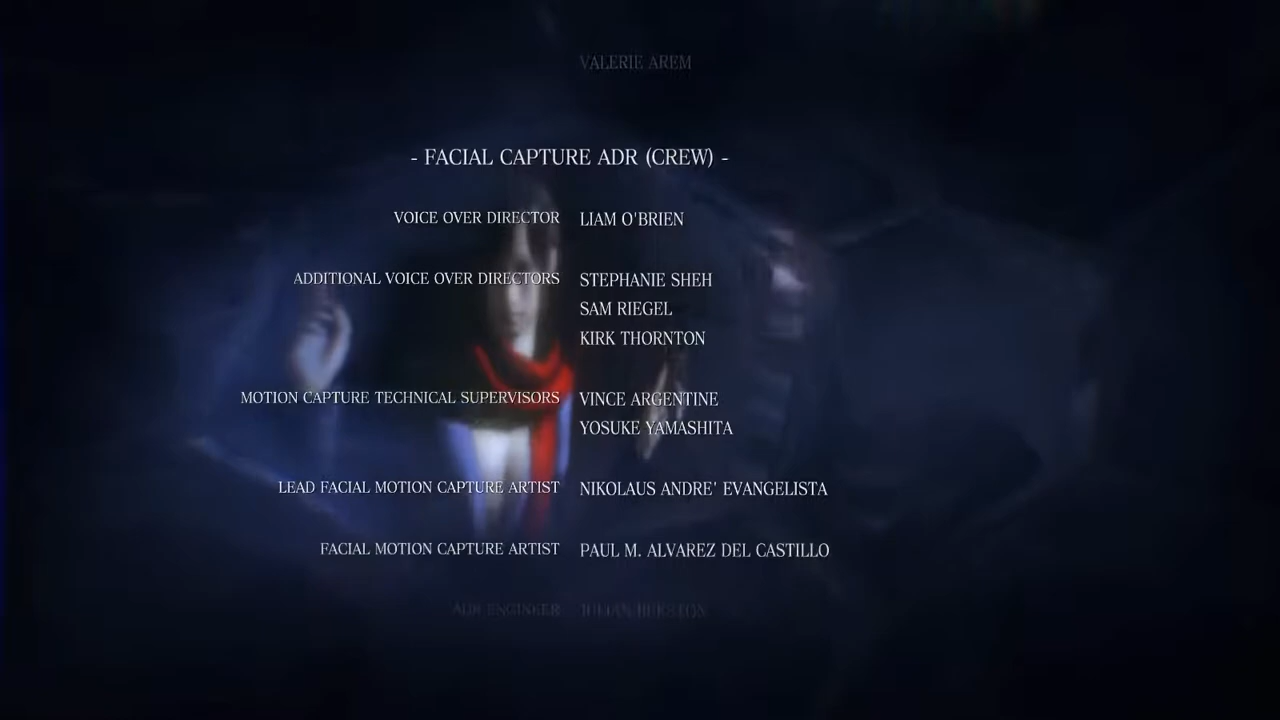 VALERIE AREM
- FACIAL CAPTURE ADR (CREW) -
VOICE OVER DIRECTOR LIAM O'BRIEN
ADDITIONAL VOICE OVER DIRECTORS STEPHANIE SHEH
SAM RIEGEL
KIRK THORNTON
MOTION CAPTURE TECHNICAL SUPERVISORS VINCE ARGENTINE
YOSUKE YAMASHITA
LEAD FACIAL MOTION CAPTURE ARTIST NIKOLAUS ANDRE' EVANGELISTA
FACIAL MOTION CAPTURE ARTIST PAUL M. ALVAREZ DEL CASTILLO
ADR ENGINEER